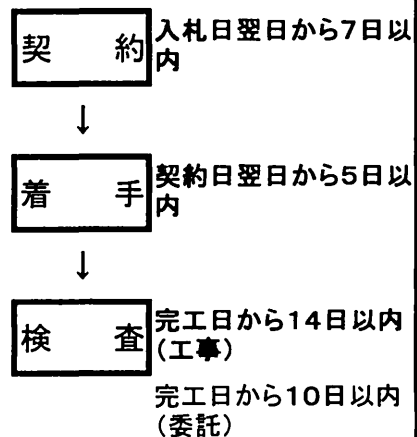 契　約
入札日翌日から7日以
内
↓
着　手
契約日翌日から5日以
内
↓
検　査
完工日から14日以内
（工事）
完工日から10日以内
（委託）